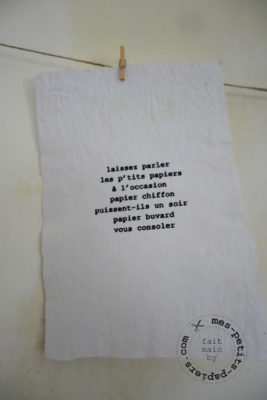 laissez parler
les p'tits papiers
à l'occasion
papier chiffon
puissent-ils un soir
papier buvard
vous consoler
mes-petits-papiers.com
fait
main
by